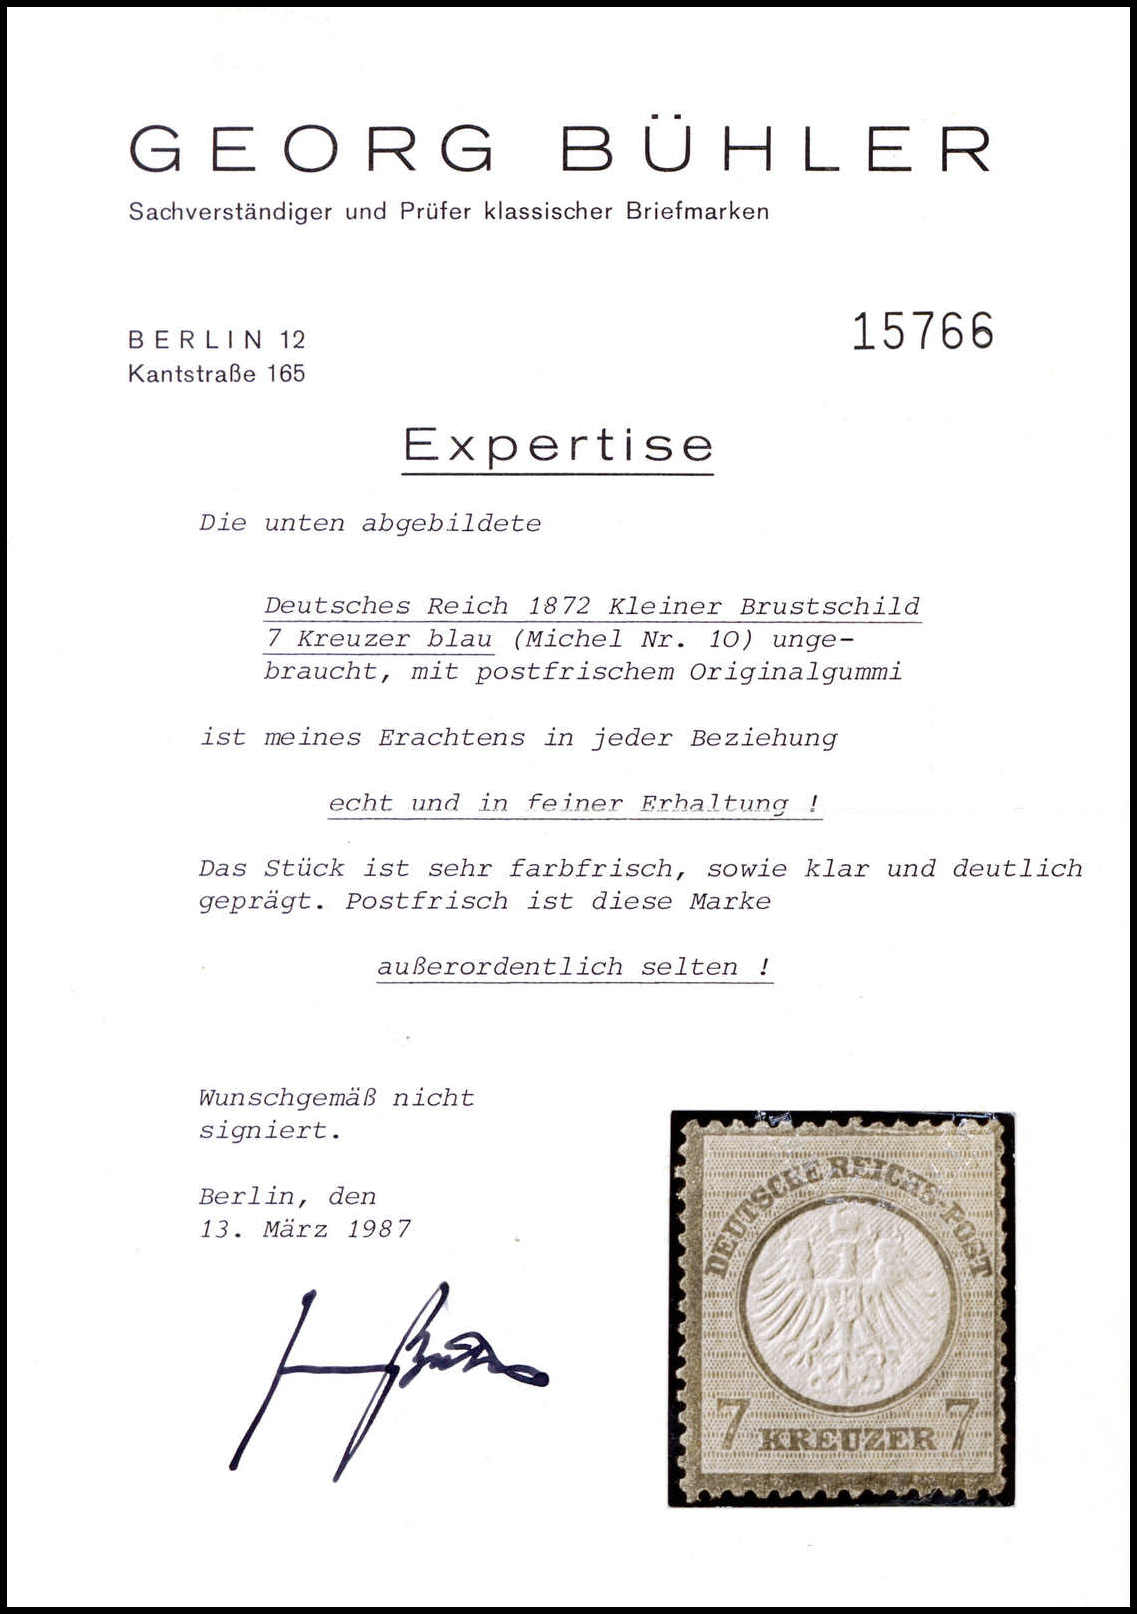 GEORG BÜHLER
Sachverständiger und Prüfer klassischer Briefmarken
BERLIN 12
Kantstraße 165
15766
Expertise
Die unten abgebildete
Deutsches Reich 1872 Kleiner Brustschild
7 Kreuzer blau (Michel Nr. 10) unge-
braucht, mit postfrischem Originalgummi
ist meines Erachtens in jeder Beziehung
echt und in feiner Erhaltung !
Das Stück ist sehr farbfrisch, sowie klar und deutlich
geprägt. Postfrisch ist diese Marke
außerordentlich selten !
Wunschgemäß nicht
signiert.
Berlin, den
13. März 1987
DEUTSCHE REICHS-POST
7 KREUZER 7